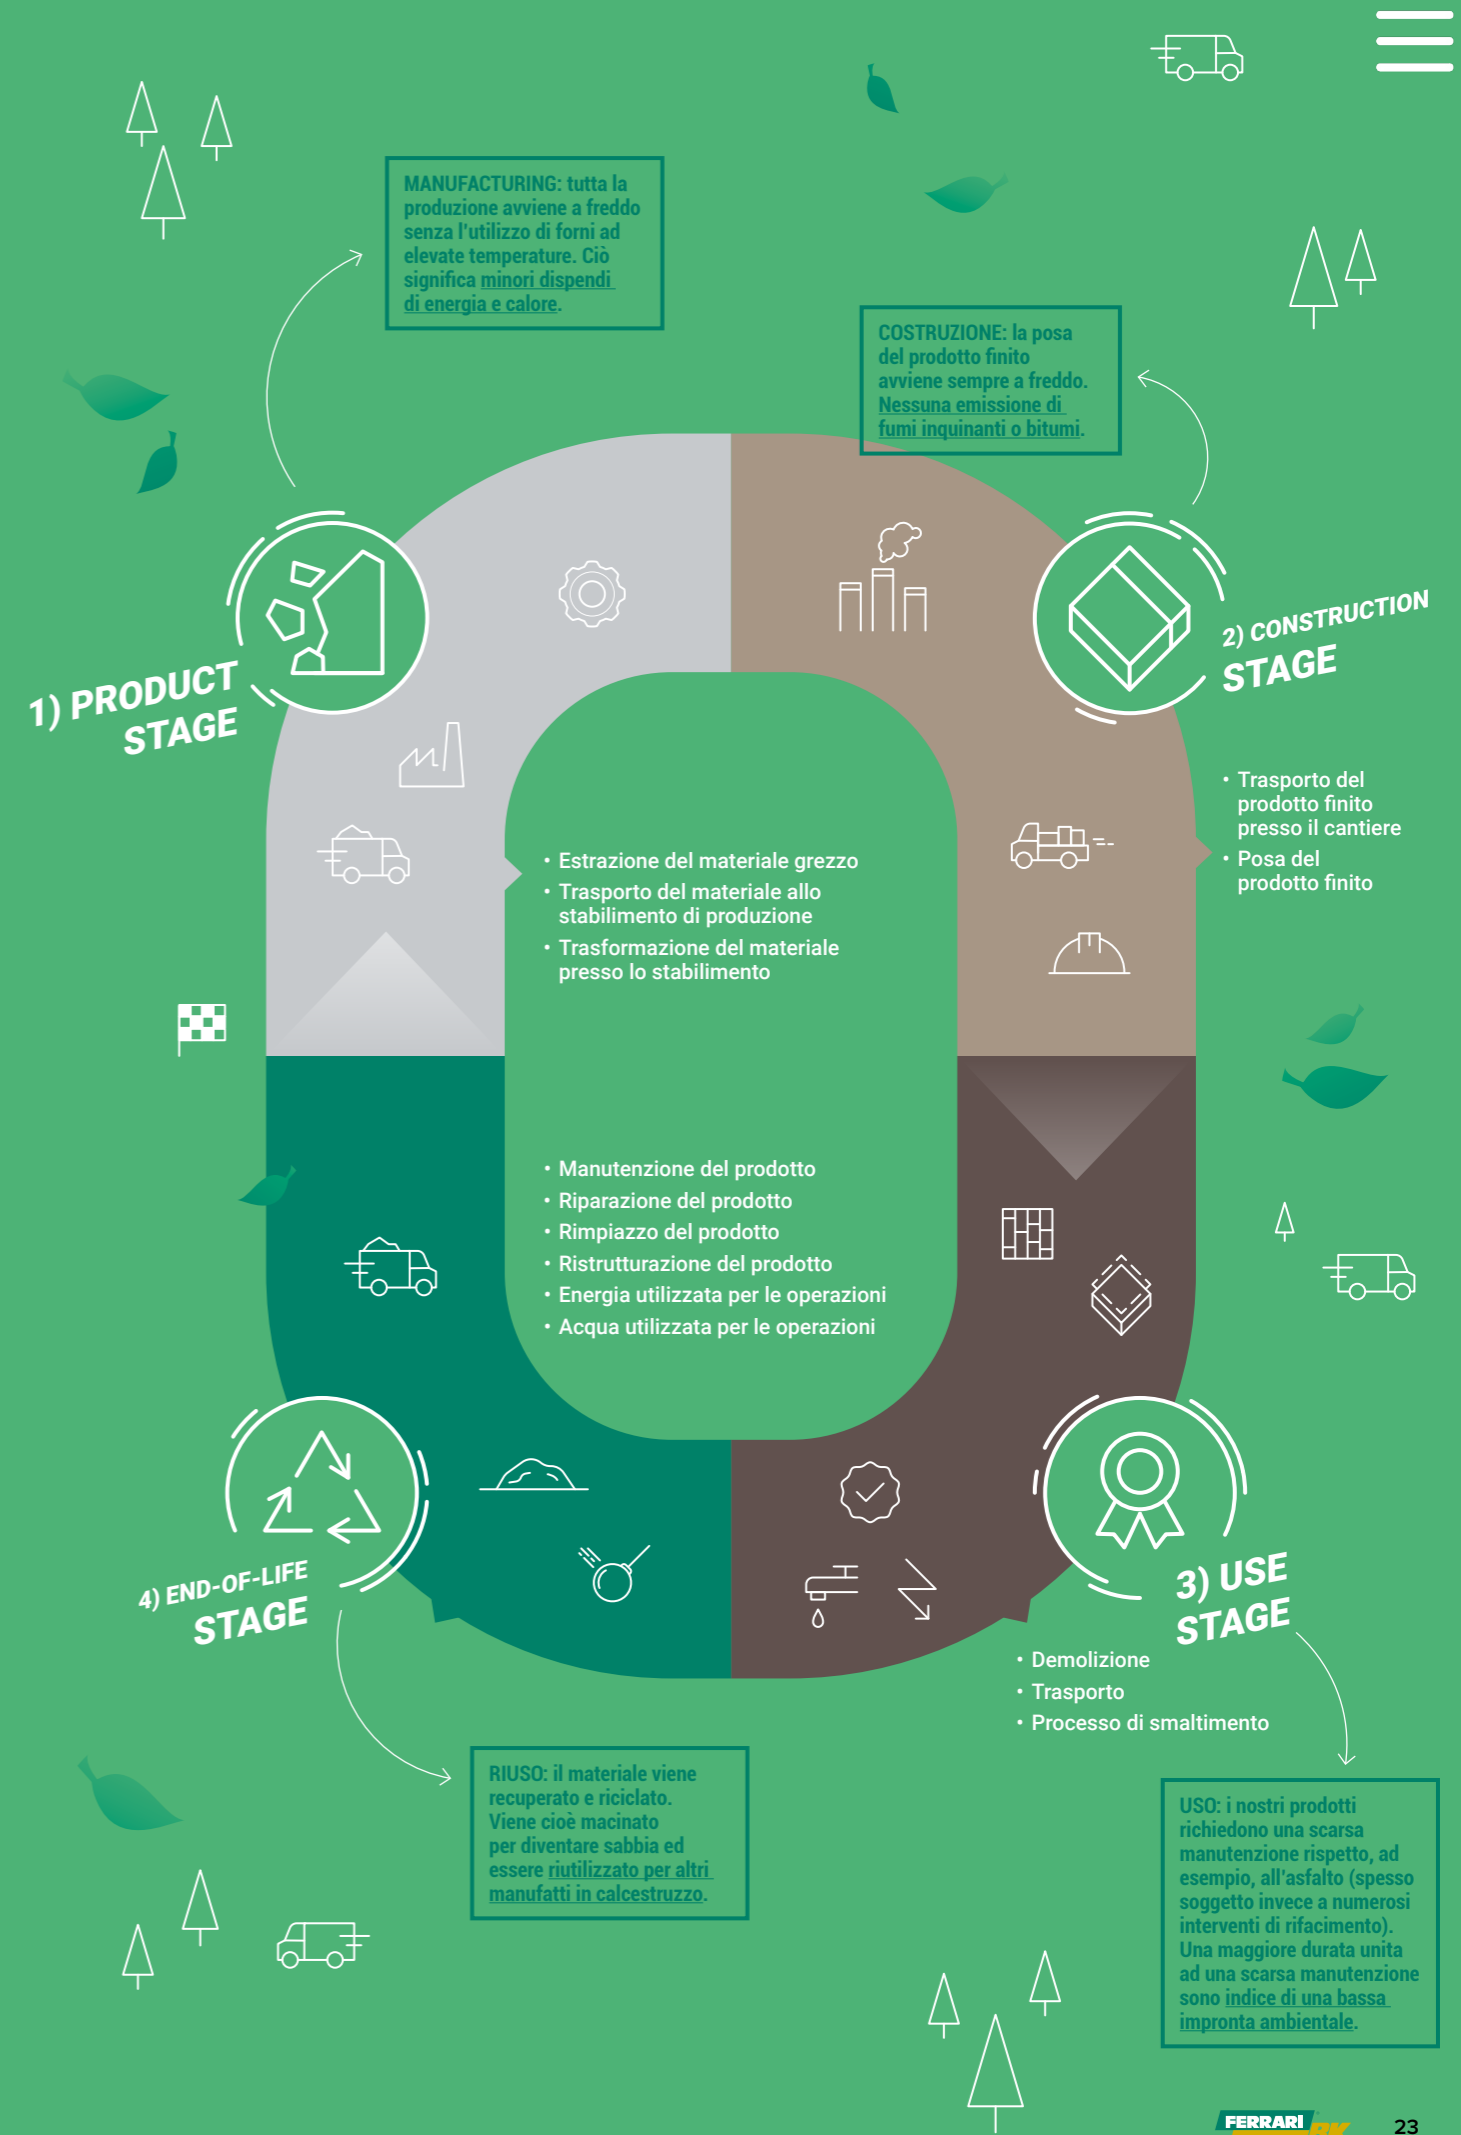 MANUFACTURING: tutta la
produzione avviene a freddo
senza l'utilizzo di forni ad
elevate temperature. Ciò
significa minori dispendi
di energia e calore.
COSTRUZIONE: la posa
del prodotto finito
avviene sempre a freddo.
Nessuna emissione di
fumi inquinanti o bitumi.
1) PRODUCT
STAGE
2) CONSTRUCTION
STAGE
• Trasporto del
prodotto finito
presso il cantiere
• Posa del
prodotto finito
• Estrazione del materiale grezzo
• Trasporto del materiale allo
stabilimento di produzione
• Trasformazione del materiale
presso lo stabilimento
• Manutenzione del prodotto
• Riparazione del prodotto
• Rimpiazzo del prodotto
• Ristrutturazione del prodotto
• Energia utilizzata per le operazioni
• Acqua utilizzata per le operazioni
4) END-OF-LIFE
STAGE
3) USE
STAGE
• Demolizione
• Trasporto
• Processo di smaltimento
RIUSO: il materiale viene
recuperato e riciclato.
Viene cioè macinato
per diventare sabbia ed
essere riutilizzato per altri
manufatti in calcestruzzo.
USO: i nostri prodotti
richiedono una scarsa
manutenzione rispetto, ad
esempio, all'asfalto (spesso
soggetto invece a numerosi
interventi di rifacimento).
Una maggiore durata unita
ad una scarsa manutenzione
sono indice di una bassa
impronta ambientale.
FERRARI
BK
23